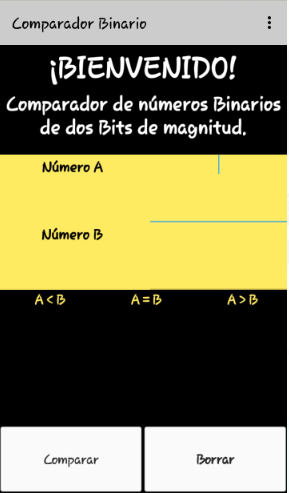 Comparador Binario
¡BIENVENIDO!
Comparador de números Binarios
de dos Bits de magnitud.
Número A
Número B
A < B A = B A > B
Comparar Borrar